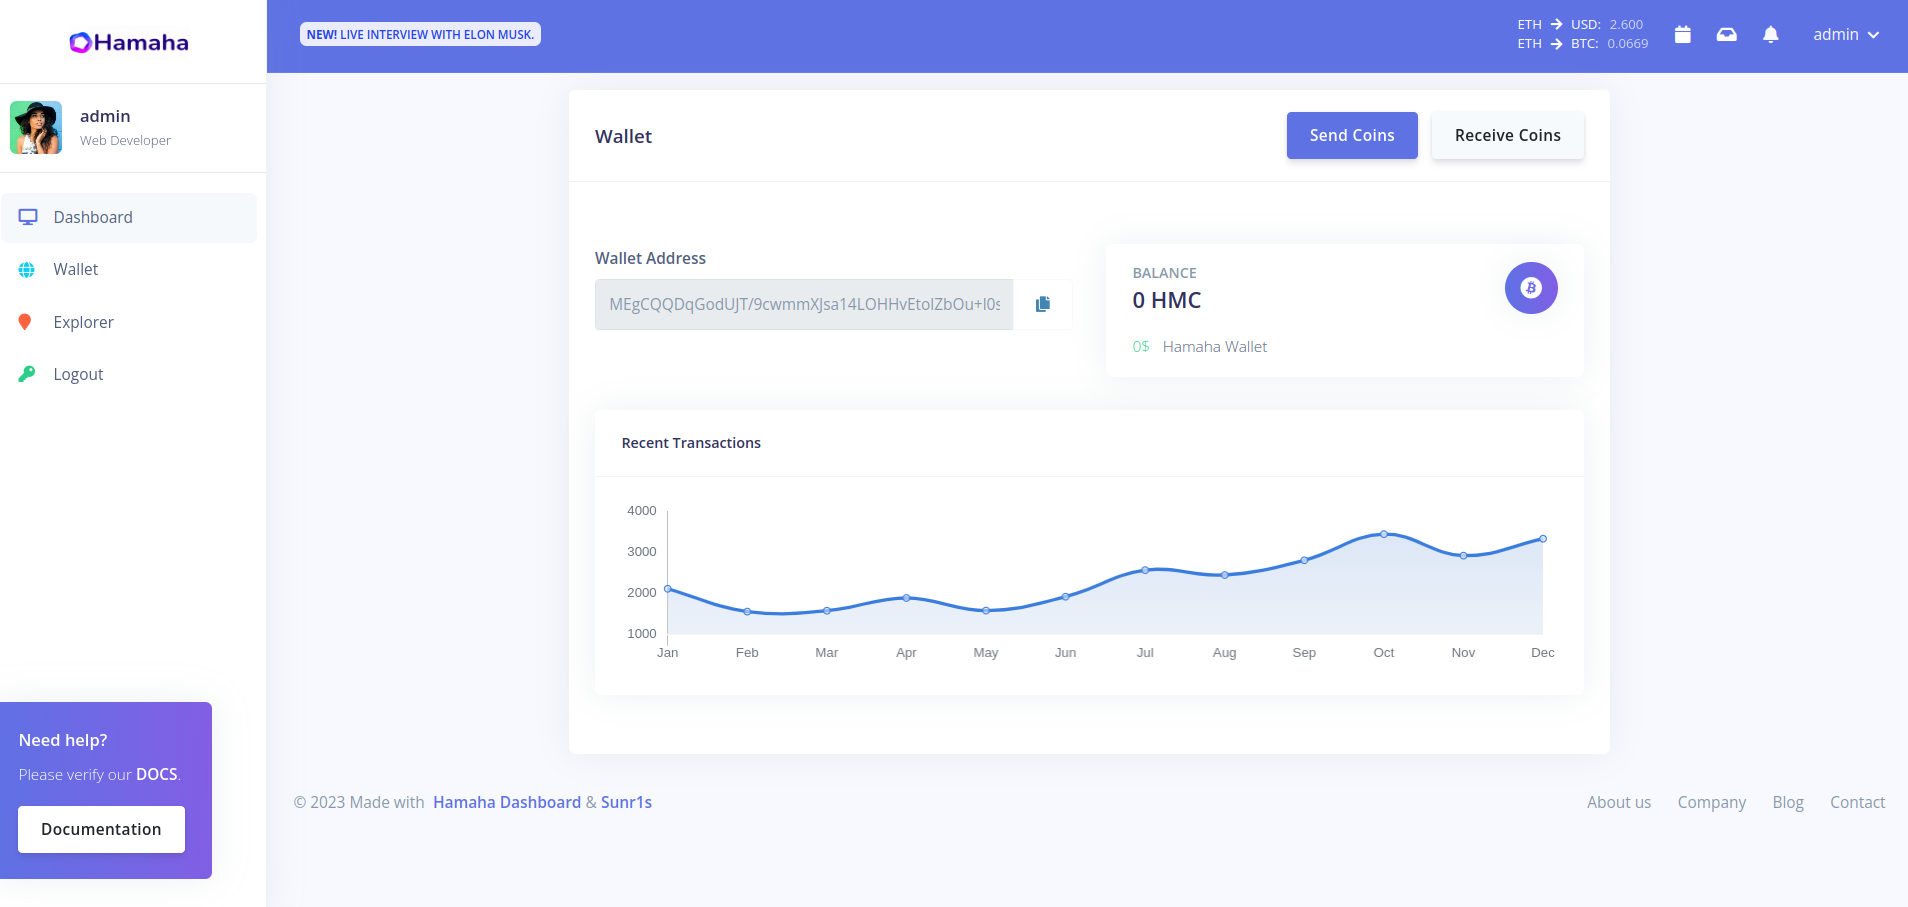 Hamaha
NEW! LIVE INTERVIEW WITH ELON MUSK.
ETH → USD: 2.600
ETH → BTC: 0.0669
admin
admin
Web Developer
Dashboard
Wallet
Explorer
Logout
Need help?
Please verify our DOCS.
Documentation
Wallet
Send Coins
Receive Coins
Wallet Address
BALANCE
0 HMC
0$ Hamaha Wallet
Recent Transactions
4000
3000
2000
1000
Jan Feb Mar Apr May Jun Jul Aug Sep Oct Nov Dec
© 2023 Made with Hamaha Dashboard & Sunr1s
About us Company Blog Contact